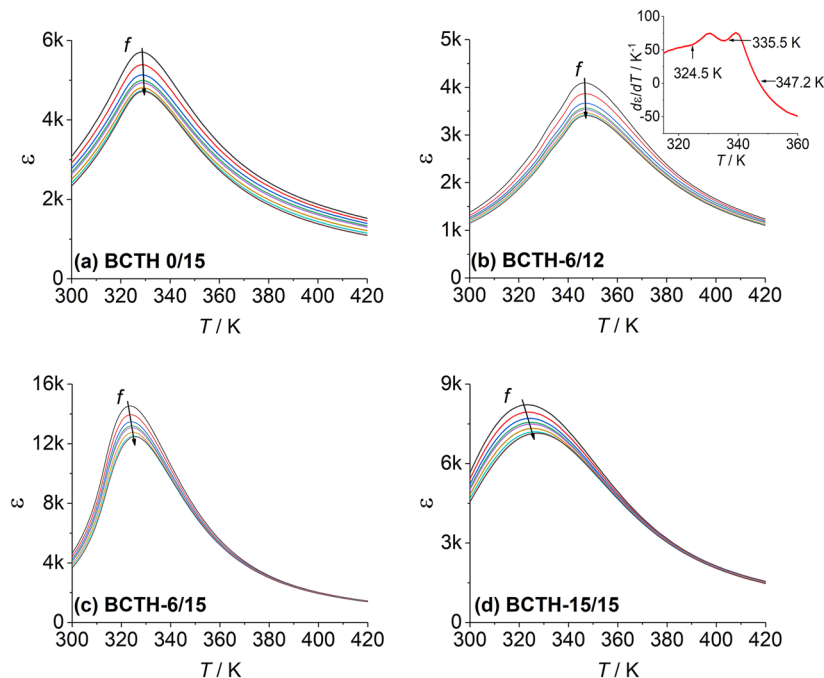 6k
4k
2k
0
ε
f
(a) BCTH 0/15
300 320 340 360 380 400 420
T / K
5k
4k
3k
2k
1k
0
ε
f
(b) BCTH-6/12
300 320 340 360 380 400 420
T / K
100
50
0
-50
dε/dT / K⁻¹
324.5 K
335.5 K
347.2 K
320 340 360
T / K
16k
12k
8k
4k
0
ε
f
(c) BCTH-6/15
300 320 340 360 380 400 420
T / K
9k
6k
3k
0
ε
f
(d) BCTH-15/15
300 320 340 360 380 400 420
T / K